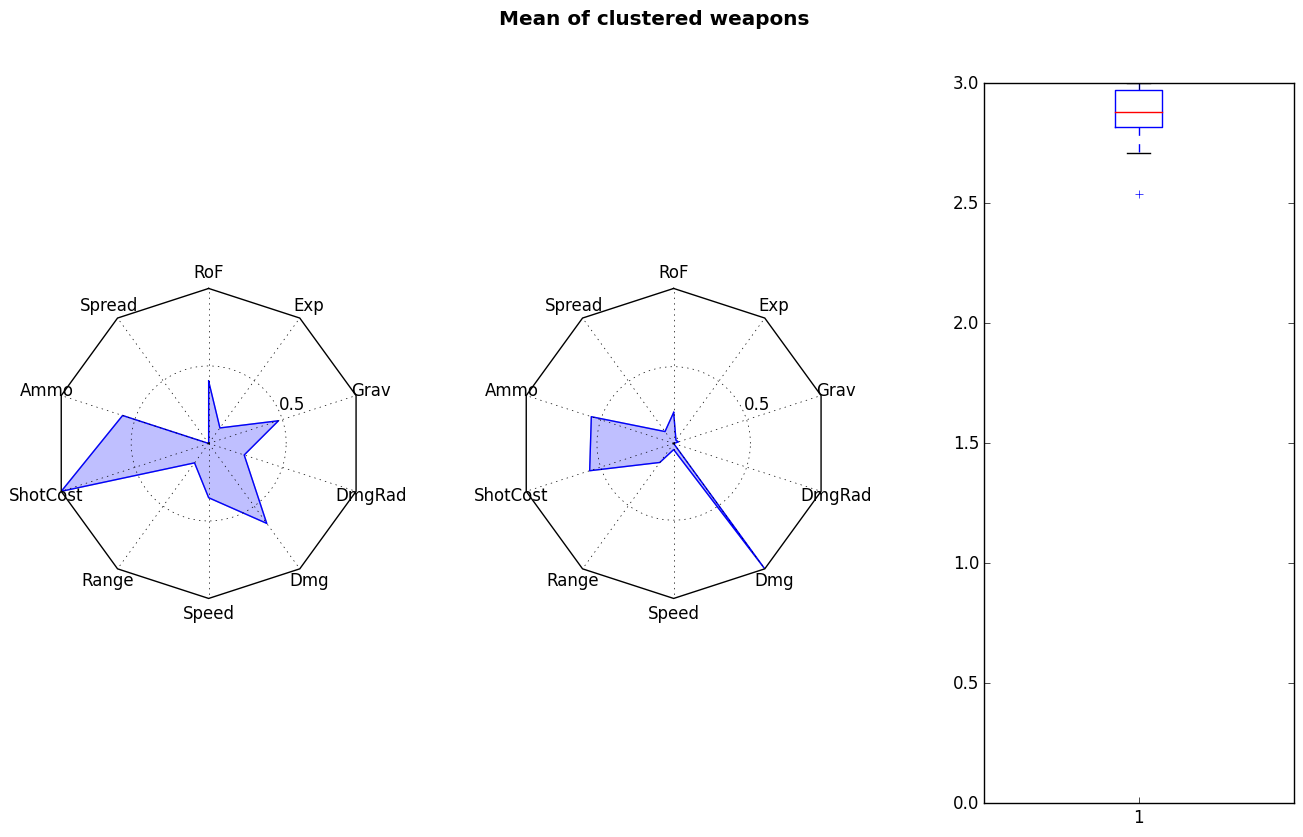 Mean of clustered weapons
RoF
Exp
Spread
Grav
Ammo
0.5
ShotCost
DmgRad
Range
Dmg
Speed
RoF
Exp
Spread
Grav
Ammo
0.5
ShotCost
DmgRad
Range
Dmg
Speed
3.0
2.5
2.0
1.5
1.0
0.5
0.0
1